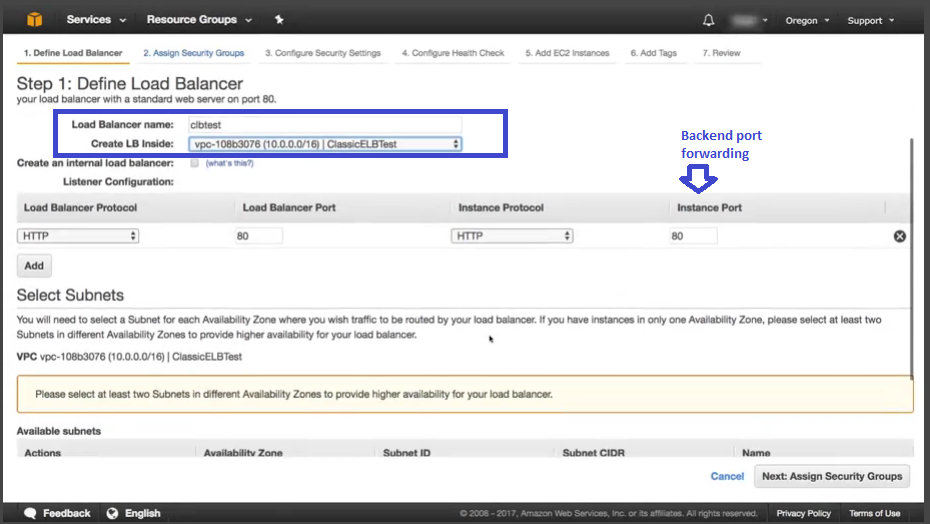 Services Resource Groups Oregon Support
1. Define Load Balancer 2. Assign Security Groups 3. Configure Security Settings 4. Configure Health Check 5. Add EC2 Instances 6. Add Tags 7. Review
Step 1: Define Load Balancer
your load balancer with a standard web server on port 80.
Load Balancer name: clbtest
Create LB Inside: vpc-108b3076 (10.0.0.0/16) | ClassicELBTest
Create an internal load balancer: (what's this?)
Listener Configuration:
Backend port
forwarding
Load Balancer Protocol Load Balancer Port Instance Protocol Instance Port
HTTP 80 HTTP 80
Add
Select Subnets
You will need to select a Subnet for each Availability Zone where you wish traffic to be routed by your load balancer. If you have instances in only one Availability Zone, please select at least two
Subnets in different Availability Zones to provide higher availability for your load balancer.
VPC vpc-108b3076 (10.0.0.0/16) | ClassicELBTest
Please select at least two Subnets in different Availability Zones to provide higher availability for your load balancer.
Available subnets
Actions Availability Zone Subnet ID Subnet CIDR Name
Cancel Next: Assign Security Groups
Feedback English © 2008 - 2017, Amazon Web Services, Inc. or its affiliates. All rights reserved. Privacy Policy Terms of Use